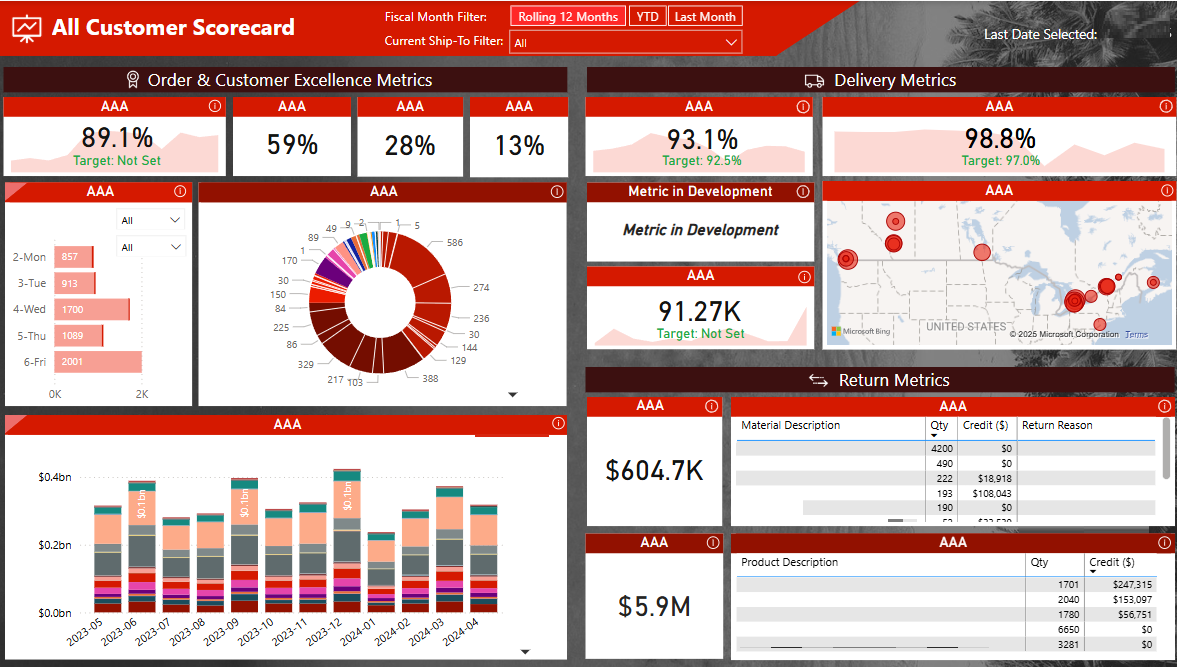 All Customer Scorecard
Fiscal Month Filter:
Rolling 12 Months
YTD
Last Month
Current Ship-To Filter:
All
Last Date Selected:
Order & Customer Excellence Metrics
AAA
89.1%
Target: Not Set
AAA
59%
AAA
28%
AAA
13%
AAA
All
All
2-Mon 857
3-Tue 913
4-Wed 1700
5-Thu 1089
6-Fri 2001
0K 2K
AAA
49 9 2 1 5
89 586
1
170 274
30
150 236
84 30
225 144
86 129
329 388
217 103
AAA
$0.4bn
$0.2bn
$0.0bn
$0.1bn
$0.1bn
$0.1bn
2023-05
2023-06
2023-07
2023-08
2023-09
2023-10
2023-11
2023-12
2024-01
2024-02
2024-03
2024-04
Delivery Metrics
AAA
93.1%
Target: 92.5%
AAA
98.8%
Target: 97.0%
Metric in Development
Metric in Development
AAA
91.27K
Target: Not Set
AAA
UNITED STATES
Microsoft Bing
© 2025 Microsoft Corporation Terms
Return Metrics
AAA
$604.7K
AAA
Material Description Qty Credit ($) Return Reason
4200 $0
490 $0
222 $18,918
193 $108,043
190 $0
AAA
$5.9M
AAA
Product Description Qty Credit ($)
1701 $247,315
2040 $153,097
1780 $56,751
6650 $0
3281 $0